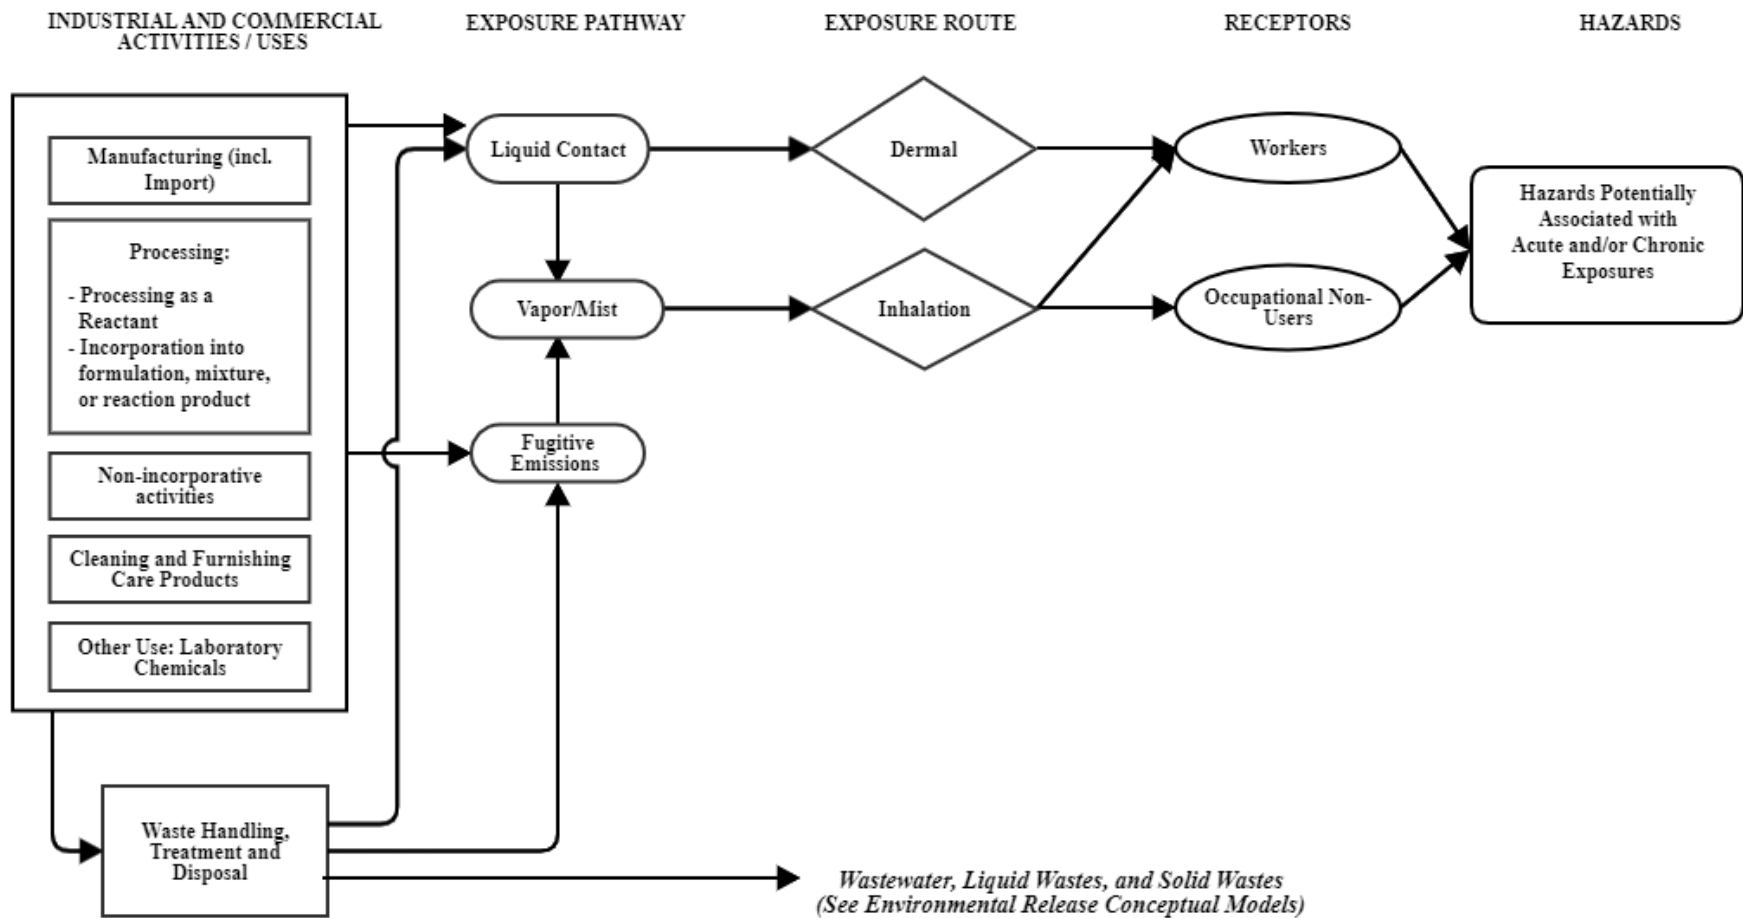 INDUSTRIAL AND COMMERCIAL
ACTIVITIES / USES
EXPOSURE PATHWAY
EXPOSURE ROUTE
RECEPTORS
HAZARDS
Manufacturing (incl.
Import)
Processing:
- Processing as a
Reactant
- Incorporation into
formulation, mixture,
or reaction product
Non-incorporative
activities
Cleaning and Furnishing
Care Products
Other Use: Laboratory
Chemicals
Waste Handling,
Treatment and
Disposal
Liquid Contact
Vapor/Mist
Fugitive
Emissions
Dermal
Inhalation
Workers
Occupational Non-
Users
Hazards Potentially
Associated with
Acute and/or Chronic
Exposures
Wastewater, Liquid Wastes, and Solid Wastes
(See Environmental Release Conceptual Models)